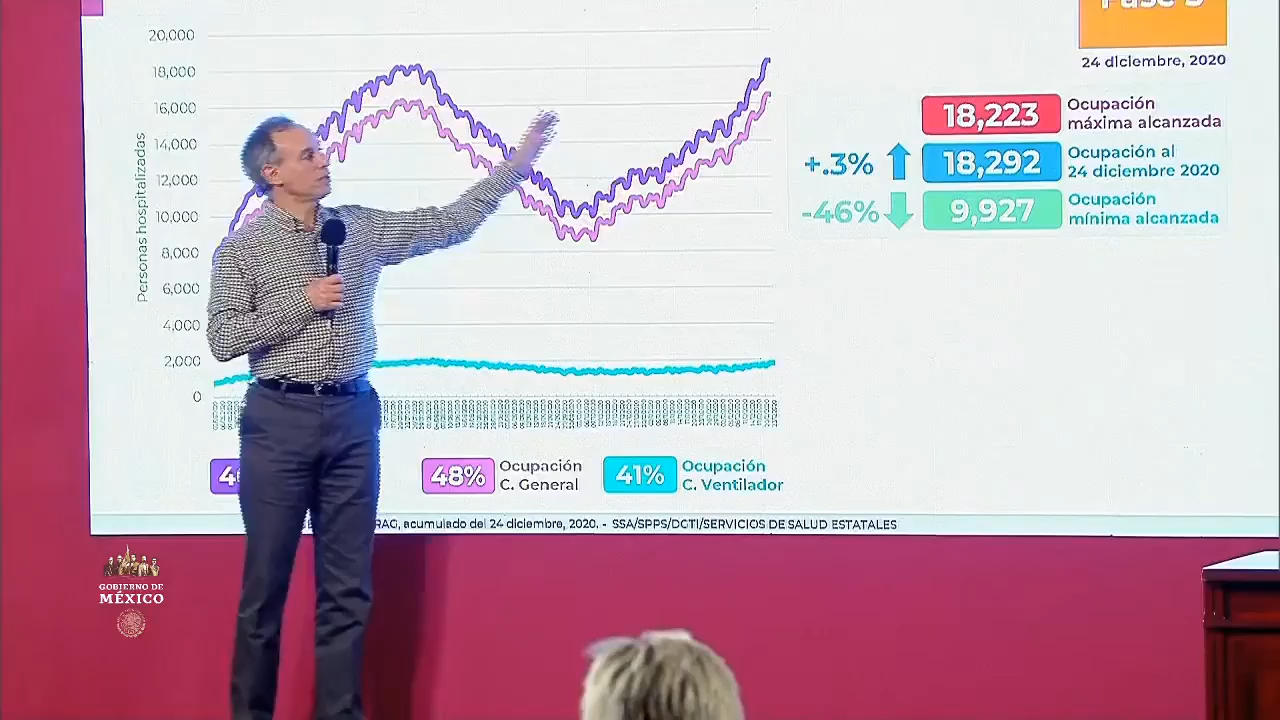 Fase 3
24 diciembre, 2020
20,000
18,000
16,000
14,000
12,000
10,000
8,000
6,000
4,000
2,000
0
Personas hospitalizadas
18,223
Ocupación
máxima alcanzada
+.3%
18,292
Ocupación al
24 diciembre 2020
-46%
9,927
Ocupación
mínima alcanzada
48%
Ocupación
C. General
41%
Ocupación
C. Ventilador
acumulado del 24 diciembre, 2020. - SSA/SPPS/DCTI/SERVICIOS DE SALUD ESTATALES
GOBIERNO DE
MÉXICO